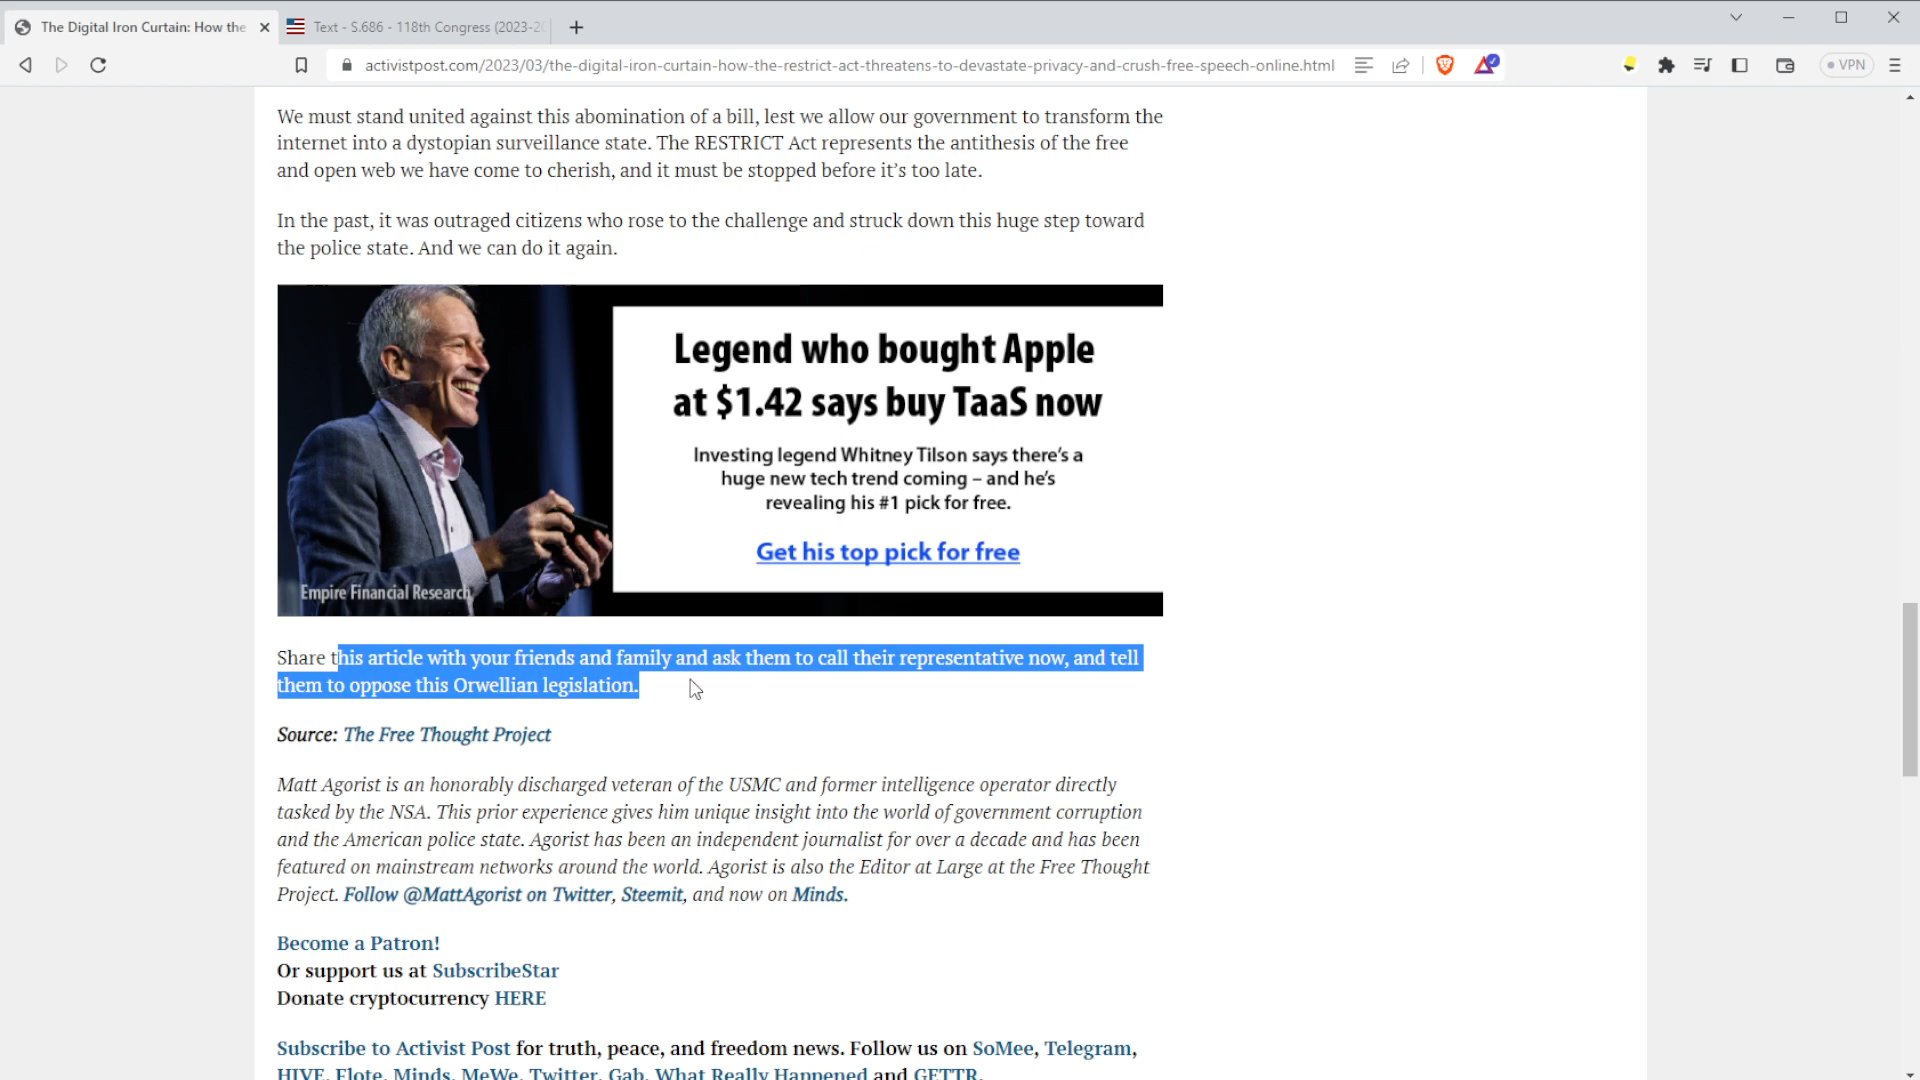 The Digital Iron Curtain: How the
Text - S.686 - 118th Congress (2023-20
activistpost.com/2023/03/the-digital-iron-curtain-how-the-restrict-act-threatens-to-devastate-privacy-and-crush-free-speech-online.html
VPN
We must stand united against this abomination of a bill, lest we allow our government to transform the
internet into a dystopian surveillance state. The RESTRICT Act represents the antithesis of the free
and open web we have come to cherish, and it must be stopped before it’s too late.
In the past, it was outraged citizens who rose to the challenge and struck down this huge step toward
the police state. And we can do it again.
Legend who bought Apple
at $1.42 says buy TaaS now
Investing legend Whitney Tilson says there’s a
huge new tech trend coming – and he’s
revealing his #1 pick for free.
Get his top pick for free
Empire Financial Research
Share this article with your friends and family and ask them to call their representative now, and tell
them to oppose this Orwellian legislation.
Source: The Free Thought Project
Matt Agorist is an honorably discharged veteran of the USMC and former intelligence operator directly
tasked by the NSA. This prior experience gives him unique insight into the world of government corruption
and the American police state. Agorist has been an independent journalist for over a decade and has been
featured on mainstream networks around the world. Agorist is also the Editor at Large at the Free Thought
Project. Follow @MattAgorist on Twitter, Steemit, and now on Minds.
Become a Patron!
Or support us at SubscribeStar
Donate cryptocurrency HERE
Subscribe to Activist Post for truth, peace, and freedom news. Follow us on SoMee, Telegram,
HIVE, Flote, Minds, MeWe, Twitter, Gab, What Really Happened and GETTR.